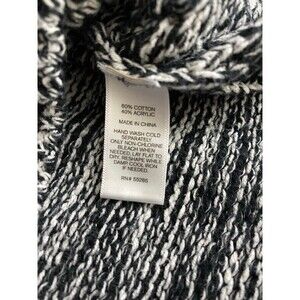 60% COTTON
40% ACRYLIC
MADE IN CHINA
HAND WASH COLD
SEPARATELY
ONLY NON-CHLORINE
BLEACH WHEN
NEEDED, LAY FLAT TO
DRY, RESHAPE WHILE
DAMP COOL IRON
IF NEEDED.
RN# 55285